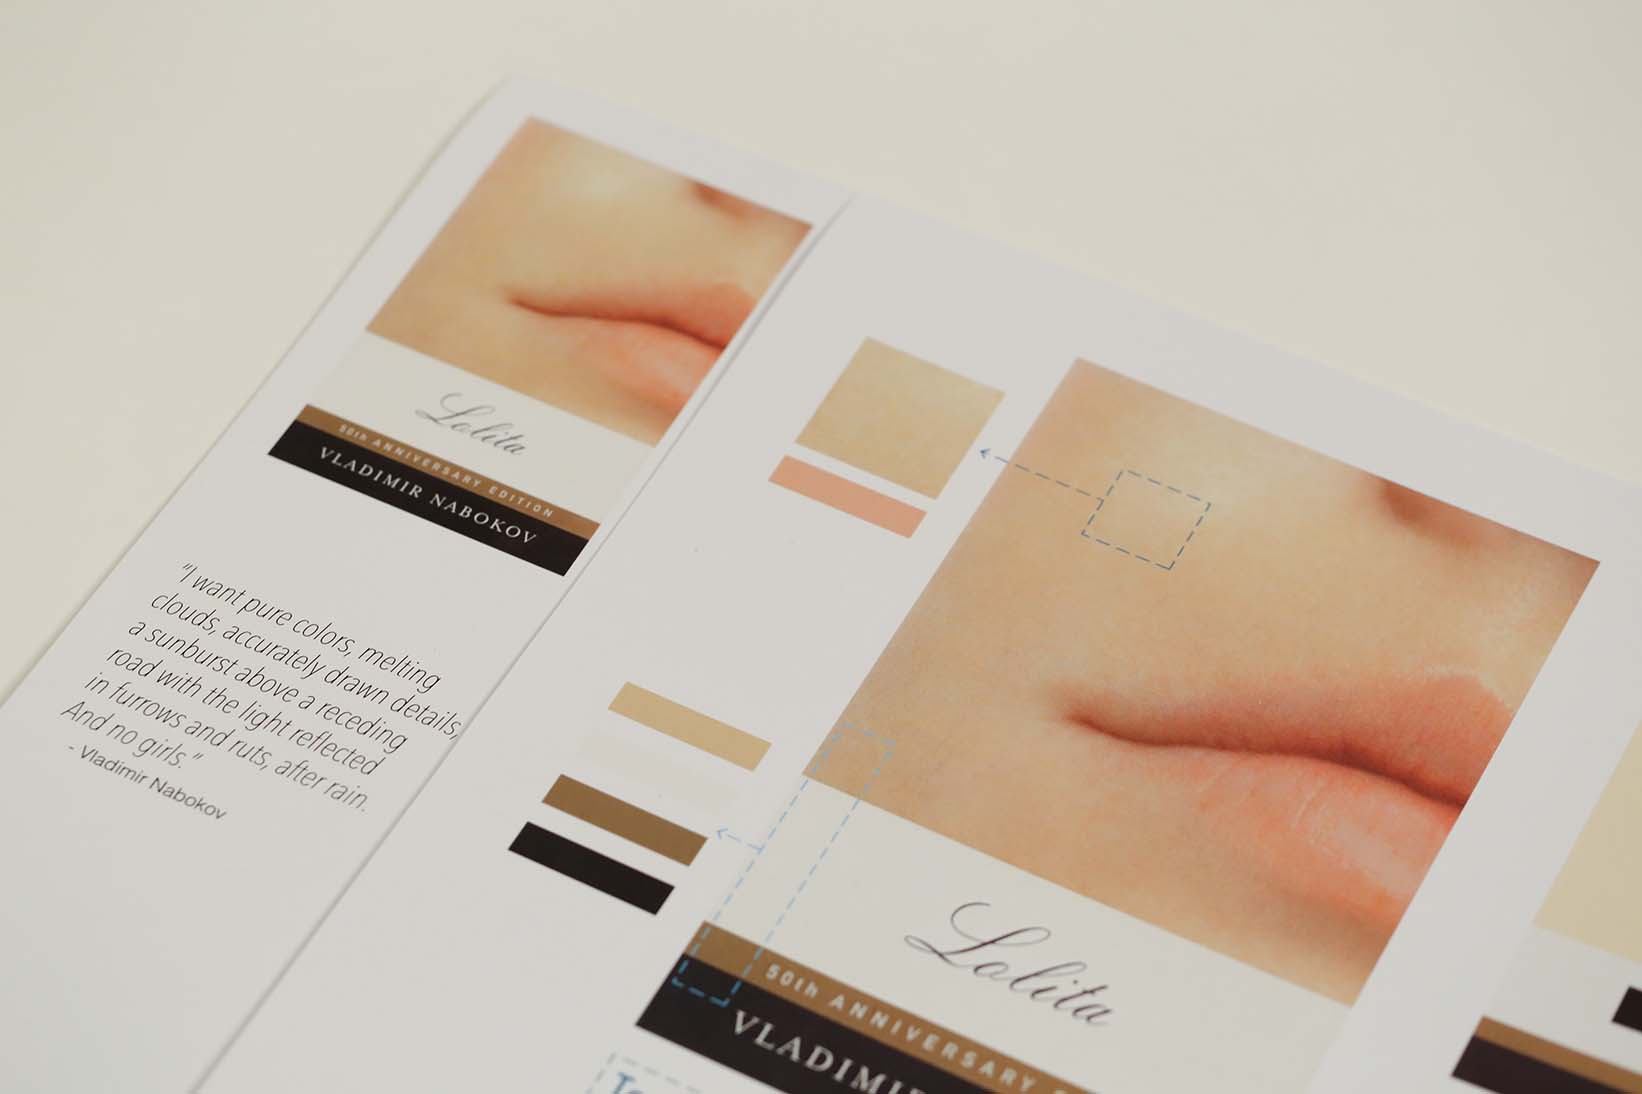 Lolita
50th ANNIVERSARY EDITION
VLADIMIR NABOKOV
"I want pure colors, melting
clouds, accurately drawn details,
a sunburst above a receding
road with the light reflected
in furrows and ruts, after rain.
And no girls."
- Vladimir Nabokov
Lolita
50th ANNIVERSARY